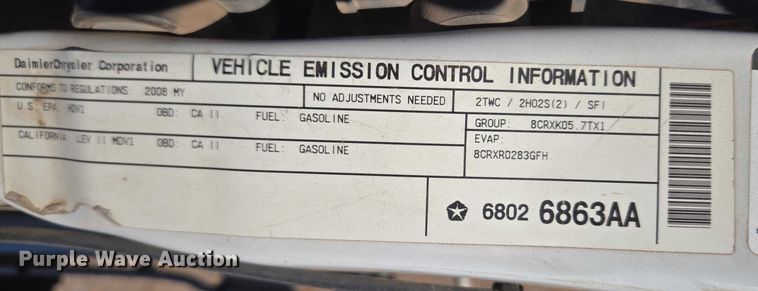 DaimlerChrysler Corporation
VEHICLE EMISSION CONTROL INFORMATION
CONFORMS TO REGULATIONS: 2008 MY
NO ADJUSTMENTS NEEDED
2TWC / 2HO2S(2) / SFI
U.S. EPA HDV1 OBD: CA II FUEL: GASOLINE
GROUP: 8CRXK05.7TX1
CALIFORNIA LEV II MDV1 OBD: CA II FUEL: GASOLINE
EVAP:
8CRXR0283GFH
6802 6863AA
Purple Wave Auction